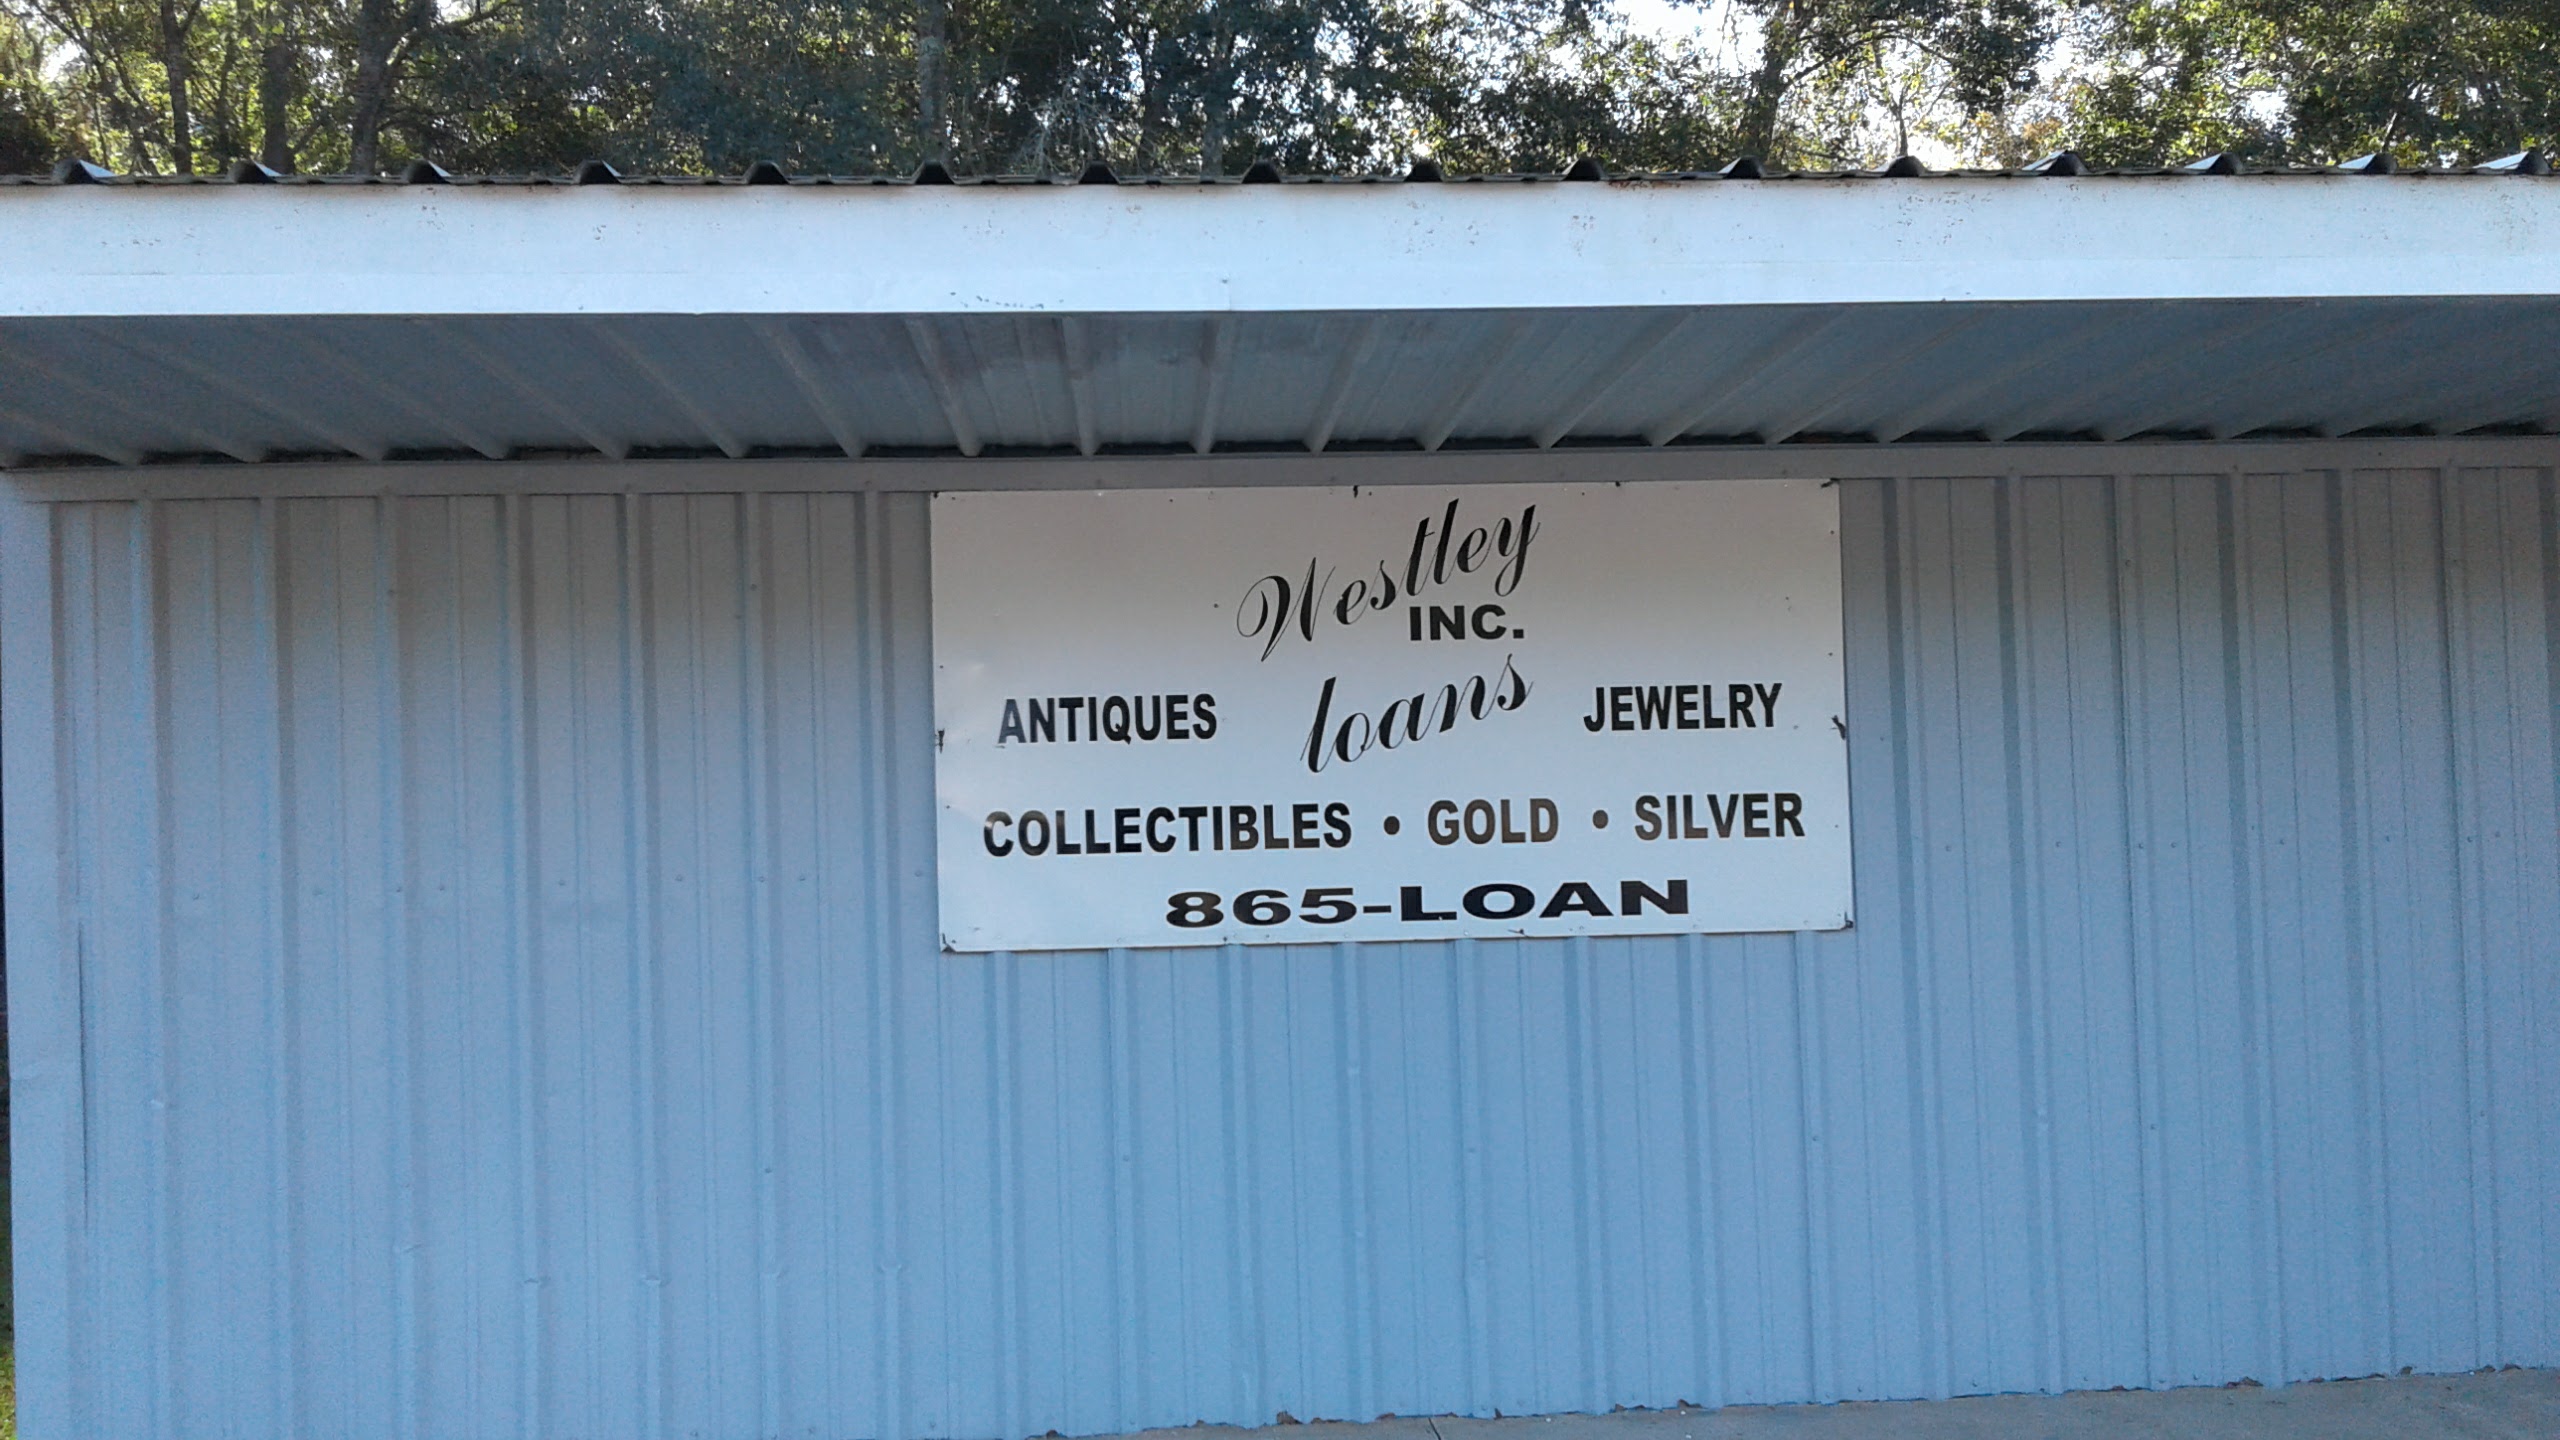 Westley
INC.
ANTIQUES loans JEWELRY
COLLECTIBLES • GOLD • SILVER
865-LOAN